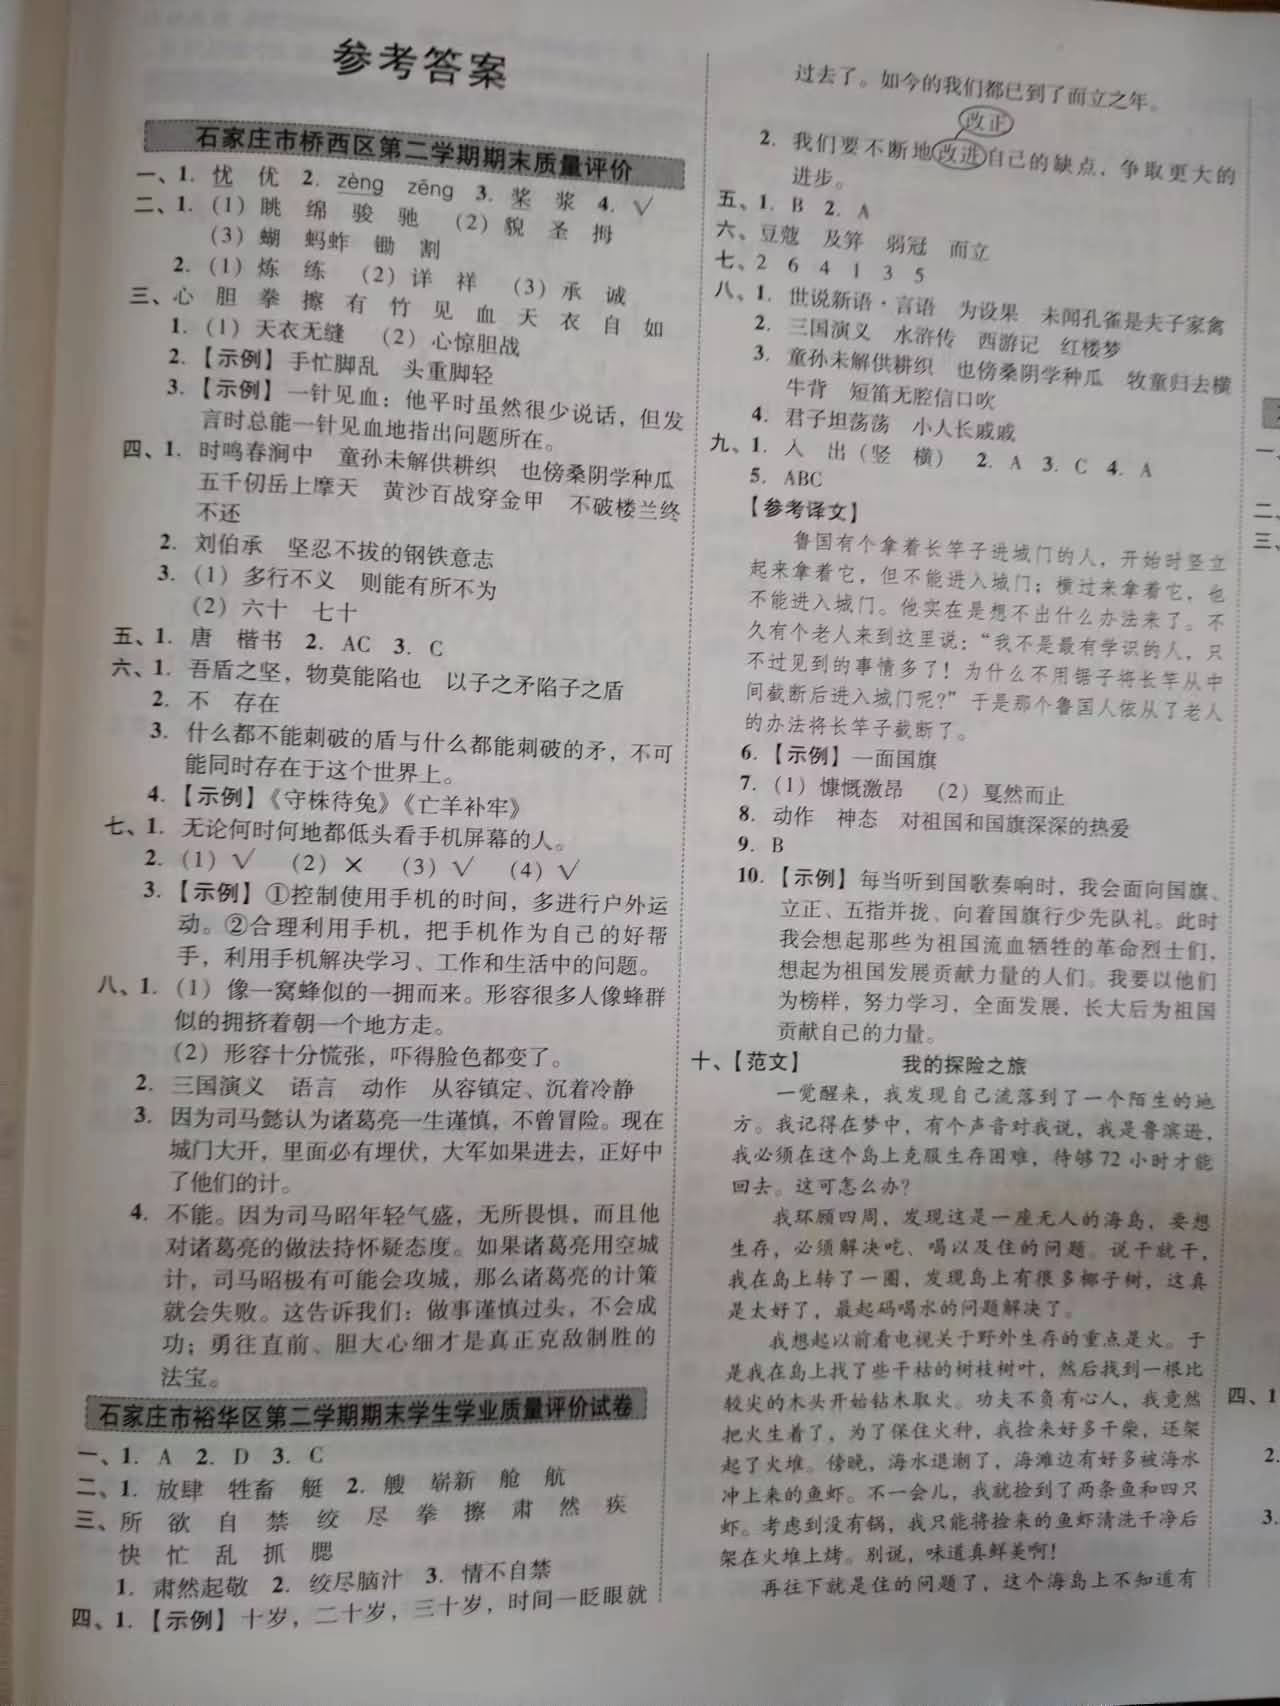 参考答案
石家庄市桥西区第二学期期末质量评价
一、1. 忧 优 2. zèng zēng 3. 桨 浆 4. √
二、1.(1)眺 绵 骏 驰 (2)貌 圣 拇
(3)蝴 蚂蚱 锄 割
2.(1)炼 练 (2)详 祥 (3)承 诚
三、心 胆 拳 擦 有 竹 见 血 天 衣 自 如
1.(1)天衣无缝 (2)心惊胆战
2.【示例】手忙脚乱 头重脚轻
3.【示例】一针见血:他平时虽然很少说话,但发
言时总能一针见血地指出问题所在。
四、1. 时鸣春涧中 童孙未解供耕织 也傍桑阴学种瓜
五千仞岳上摩天 黄沙百战穿金甲 不破楼兰终
不还
2. 刘伯承 坚忍不拔的钢铁意志
3.(1)多行不义 则能有所不为
(2)六十 七十
五、1. 唐 楷书 2. AC 3. C
六、1. 吾盾之坚,物莫能陷也 以子之矛陷子之盾
2. 不 存在
3. 什么都不能刺破的盾与什么都能刺破的矛,不可
能同时存在于这个世界上。
4.【示例】《守株待兔》《亡羊补牢》
七、1. 无论何时何地都低头看手机屏幕的人。
2.(1)√ (2)× (3)√ (4)√
3.【示例】①控制使用手机的时间,多进行户外运
动。②合理利用手机,把手机作为自己的好帮
手,利用手机解决学习、工作和生活中的问题。
八、1.(1)像一窝蜂似的一拥而来。形容很多人像蜂群
似的拥挤着朝一个地方走。
(2)形容十分慌张,吓得脸色都变了。
2. 三国演义 语言 动作 从容镇定、沉着冷静
3. 因为司马懿认为诸葛亮一生谨慎,不曾冒险。现在
城门大开,里面必有埋伏,大军如果进去,正好中
了他们的计。
4. 不能。因为司马昭年轻气盛,无所畏惧,而且他
对诸葛亮的做法持怀疑态度。如果诸葛亮用空城
计,司马昭极有可能会攻城,那么诸葛亮的计策
就会失败。这告诉我们:做事谨慎过头,不会成
功;勇往直前、胆大心细才是真正克敌制胜的
法宝。
石家庄市裕华区第二学期期末学生学业质量评价试卷
一、1. A 2. D 3. C
二、1. 放肆 牲畜 艇 2. 艘 崭新 舱 航
三、所 欲 自 禁 绞 尽 拳 擦 肃 然 疾
快 忙 乱 抓 腮
1. 肃然起敬 2. 绞尽脑汁 3. 情不自禁
四、1.【示例】十岁,二十岁,三十岁,时间一眨眼就
过去了。如今的我们都已到了而立之年。
改正
2. 我们要不断地改进自己的缺点,争取更大的
进步。
五、1. B 2. A
六、豆蔻 及笄 弱冠 而立
七、2 6 4 1 3 5
八、1. 世说新语·言语 为设果 未闻孔雀是夫子家禽
2. 三国演义 水浒传 西游记 红楼梦
3. 童孙未解供耕织 也傍桑阴学种瓜 牧童归去横
牛背 短笛无腔信口吹
4. 君子坦荡荡 小人长戚戚
九、1. 入 出(竖 横) 2. A 3. C 4. A
5. ABC
【参考译文】
鲁国有个拿着长竿子进城门的人,开始时竖立
起来拿着它,但不能进入城门;横过来拿着它,也
不能进入城门。他实在是想不出什么办法来了。不
久有个老人来到这里说:“我不是最有学识的人,只
不过见到的事情多了!为什么不用锯子将长竿从中
间截断后进入城门呢?”于是那个鲁国人依从了老人
的办法将长竿子截断了。
6.【示例】一面国旗
7.(1)慷慨激昂 (2)戛然而止
8. 动作 神态 对祖国和国旗深深的热爱
9. B
10.【示例】每当听到国歌奏响时,我会面向国旗、
立正、五指并拢、向着国旗行少先队礼。此时
我会想起那些为祖国流血牺牲的革命烈士们,
想起为祖国发展贡献力量的人们。我要以他们
为榜样,努力学习,全面发展,长大后为祖国
贡献自己的力量。
十、【范文】 我的探险之旅
一觉醒来,我发现自己流落到了一个陌生的地
方。我记得在梦中,有个声音对我说,我是鲁滨逊,
我必须在这个岛上克服生存困难,待够72小时才能
回去。这可怎么办?
我环顾四周,发现这是一座无人的海岛,要想
生存,必须解决吃、喝以及住的问题。说干就干,
我在岛上转了一圈,发现岛上有很多椰子树,这真
是太好了,最起码喝水的问题解决了。
我想起以前看电视关于野外生存的重点是火。于
是我在岛上找了些干枯的树枝树叶,然后找到一根比
较尖的木头开始钻木取火。功夫不负有心人,我竟然
把火生着了,为了保住火种,我捡来好多干柴,还架
起了火堆。傍晚,海水退潮了,海滩边有好多被海水
冲上来的鱼虾。不一会儿,我就捡到了两条鱼和四只
虾。考虑到没有锅,我只能将捡来的鱼虾清洗干净后
架在火堆上烤。别说,味道真鲜美啊!
再往下就是住的问题了,这个海岛上不知道有
一、
二、
三、
四、1
2.
3.